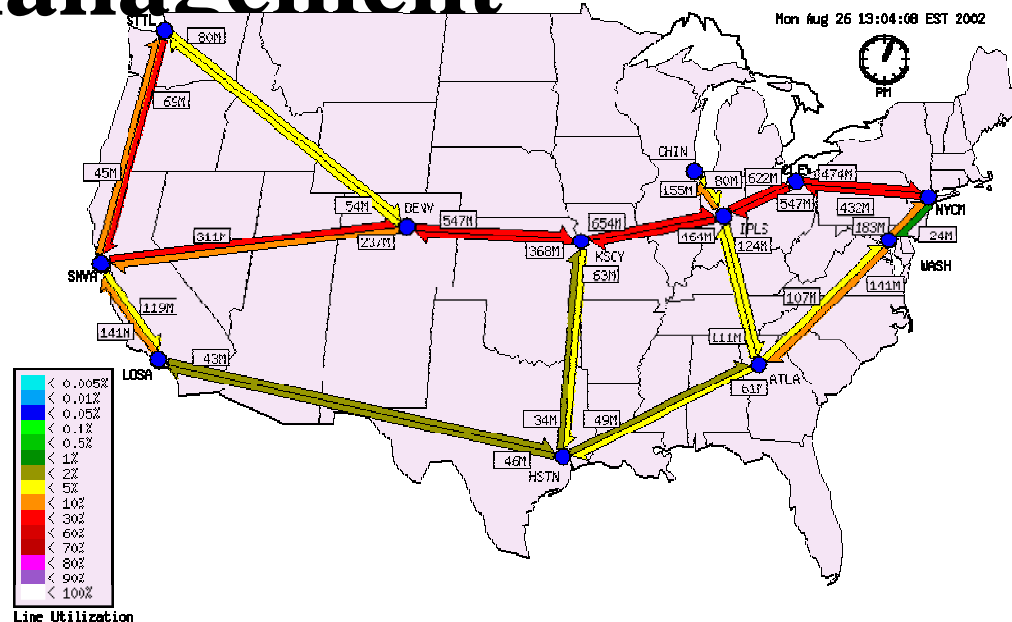 anagement
Mon Aug 26 13:04:08 EST 2002
PM
STTL
80M
65M
45M
CHIN
80M
622M
474M
155M
547M
432M
NYCM
54M
DENV
547M
654M
IPLS
183M
24M
311M
237M
368M
KSCY
464M
124M
WASH
63M
SNVA
119M
107M
141M
141M
111M
LOSA
43M
ATLA
61M
34M
49M
46M
HSTN
< 0.005%
< 0.01%
< 0.05%
< 0.1%
< 0.5%
< 1%
< 2%
< 5%
< 10%
< 30%
< 60%
< 70%
< 80%
< 90%
< 100%
Line Utilization